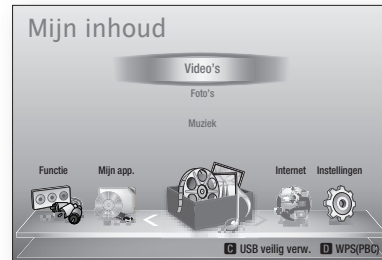 Mijn inhoud
Video's
Foto's
Muziek
Functie Mijn app. Internet Instellingen
C USB veilig verw. D WPS(PBC)